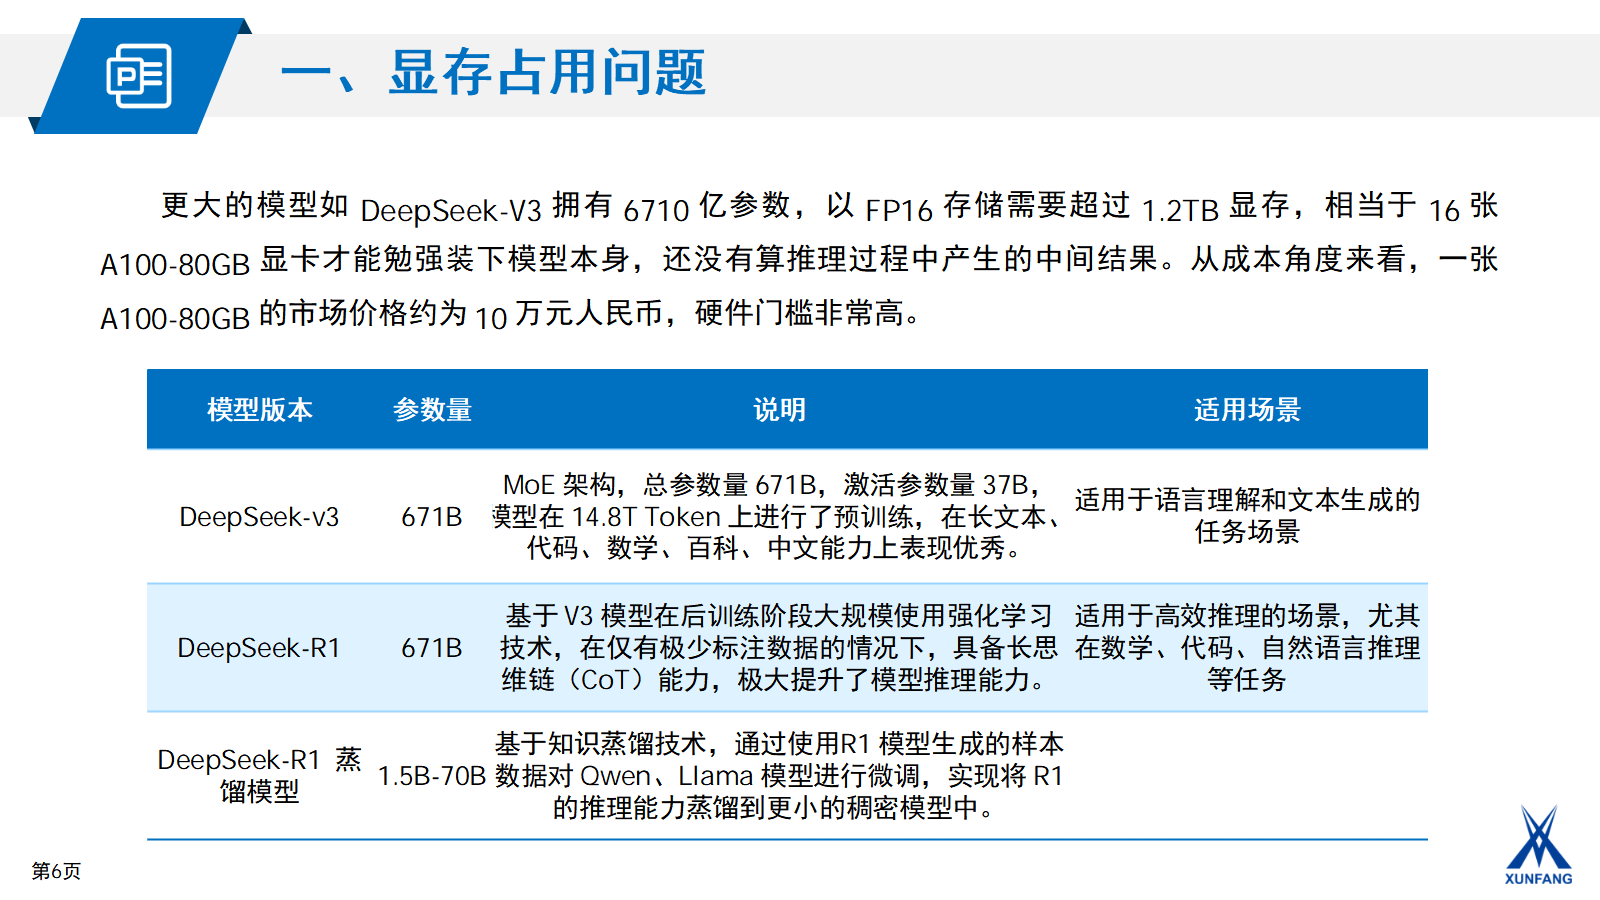 一、显存占用问题
更大的模型如 DeepSeek-V3 拥有 6710 亿参数，以 FP16 存储需要超过 1.2TB 显存，相当于 16 张
A100-80GB 显卡才能勉强装下模型本身，还没有算推理过程中产生的中间结果。从成本角度来看，一张
A100-80GB 的市场价格约为 10 万元人民币，硬件门槛非常高。
模型版本 参数量 说明 适用场景
DeepSeek-v3 671B
MoE 架构，总参数量 671B，激活参数量 37B，
模型在 14.8T Token 上进行了预训练，在长文本、
代码、数学、百科、中文能力上表现优秀。
适用于语言理解和文本生成的
任务场景
DeepSeek-R1 671B
基于 V3 模型在后训练阶段大规模使用强化学习
技术，在仅有极少标注数据的情况下，具备长思
维链（CoT）能力，极大提升了模型推理能力。
适用于高效推理的场景，尤其
在数学、代码、自然语言推理
等任务
DeepSeek-R1 蒸
馏模型
1.5B-70B
基于知识蒸馏技术，通过使用R1 模型生成的样本
数据对 Qwen、Llama 模型进行微调，实现将 R1
的推理能力蒸馏到更小的稠密模型中。
第6页
XUNFANG